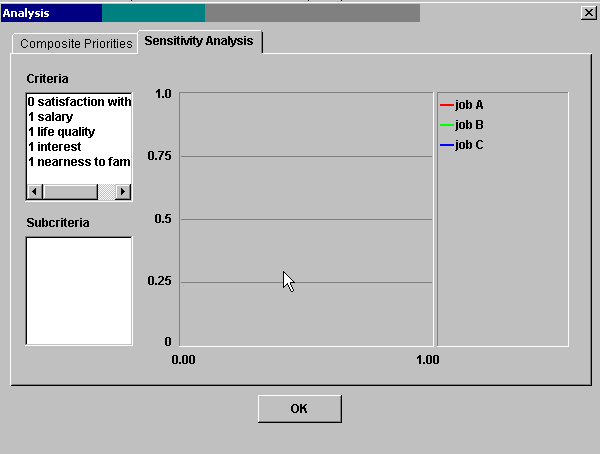 Analysis
Composite Priorities
Sensitivity Analysis
Criteria
0 satisfaction with
1 salary
1 life quality
1 interest
1 nearness to fam
Subcriteria
1.0
0.75
0.5
0.25
0
0.00
1.00
job A
job B
job C
OK